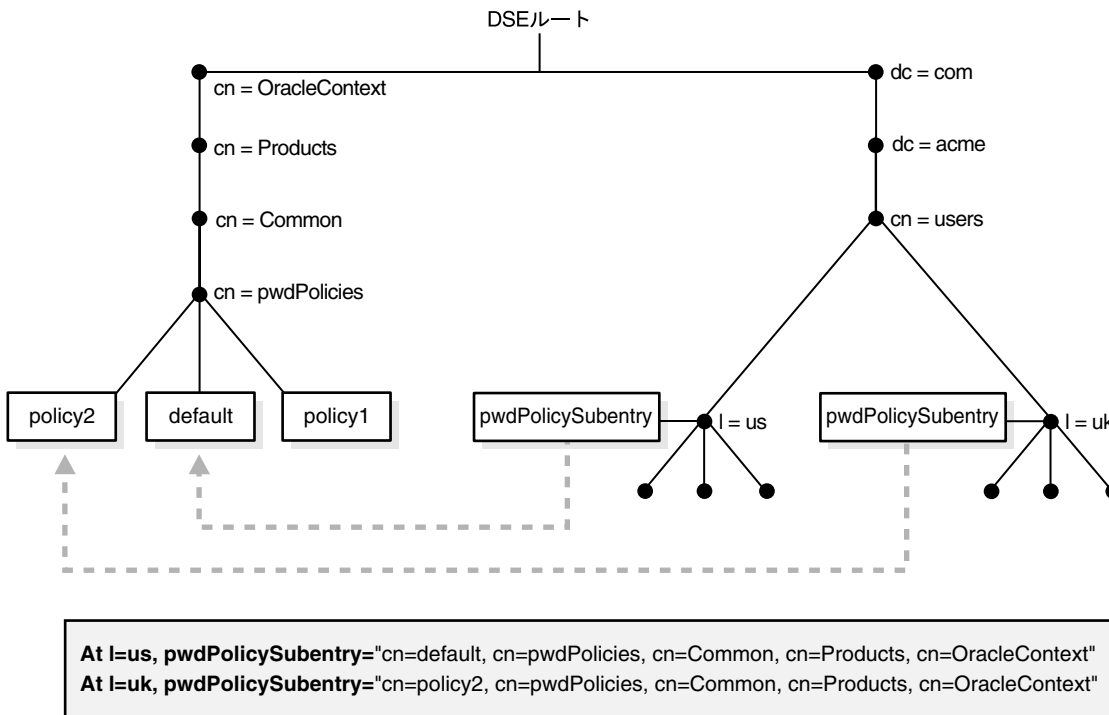 DSEルート
cn = OracleContext
dc = com
cn = Products
dc = acme
cn = Common
cn = users
cn = pwdPolicies
policy2
default
policy1
pwdPolicySubentry
l = us
pwdPolicySubentry
l = uk
At l=us, pwdPolicySubentry="cn=default, cn=pwdPolicies, cn=Common, cn=Products, cn=OracleContext"
At l=uk, pwdPolicySubentry="cn=policy2, cn=pwdPolicies, cn=Common, cn=Products, cn=OracleContext"